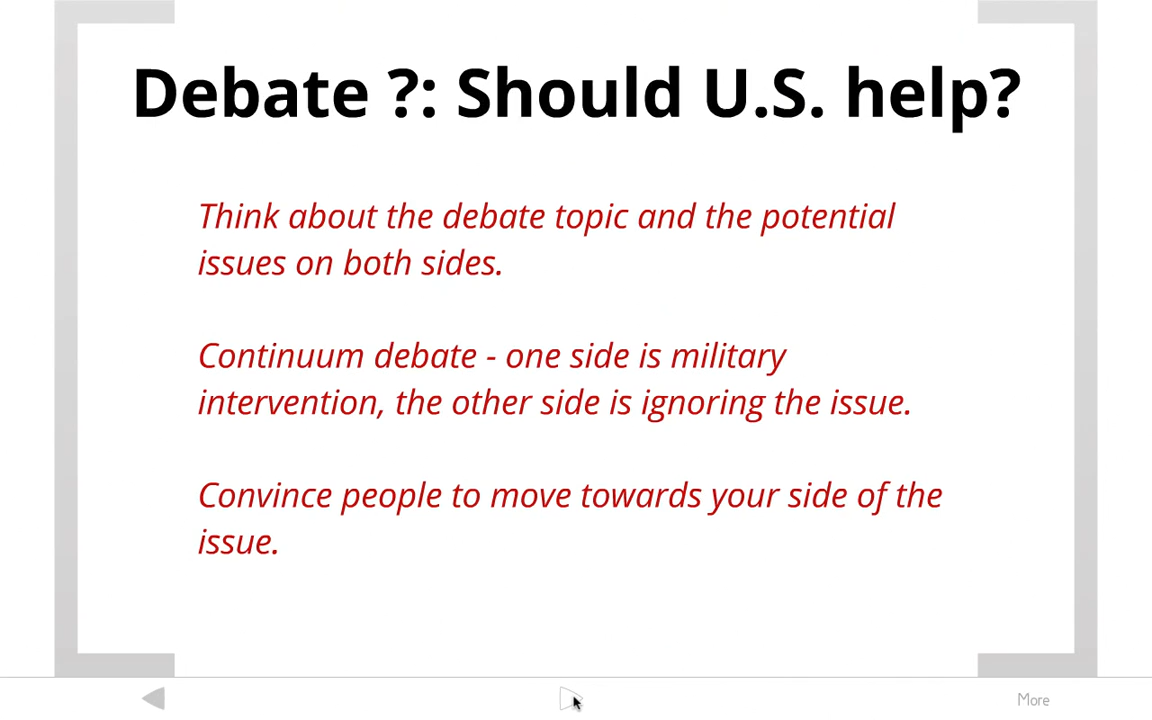 Debate ?: Should U.S. help?
Think about the debate topic and the potential
issues on both sides.
Continuum debate - one side is military
intervention, the other side is ignoring the issue.
Convince people to move towards your side of the
issue.
More